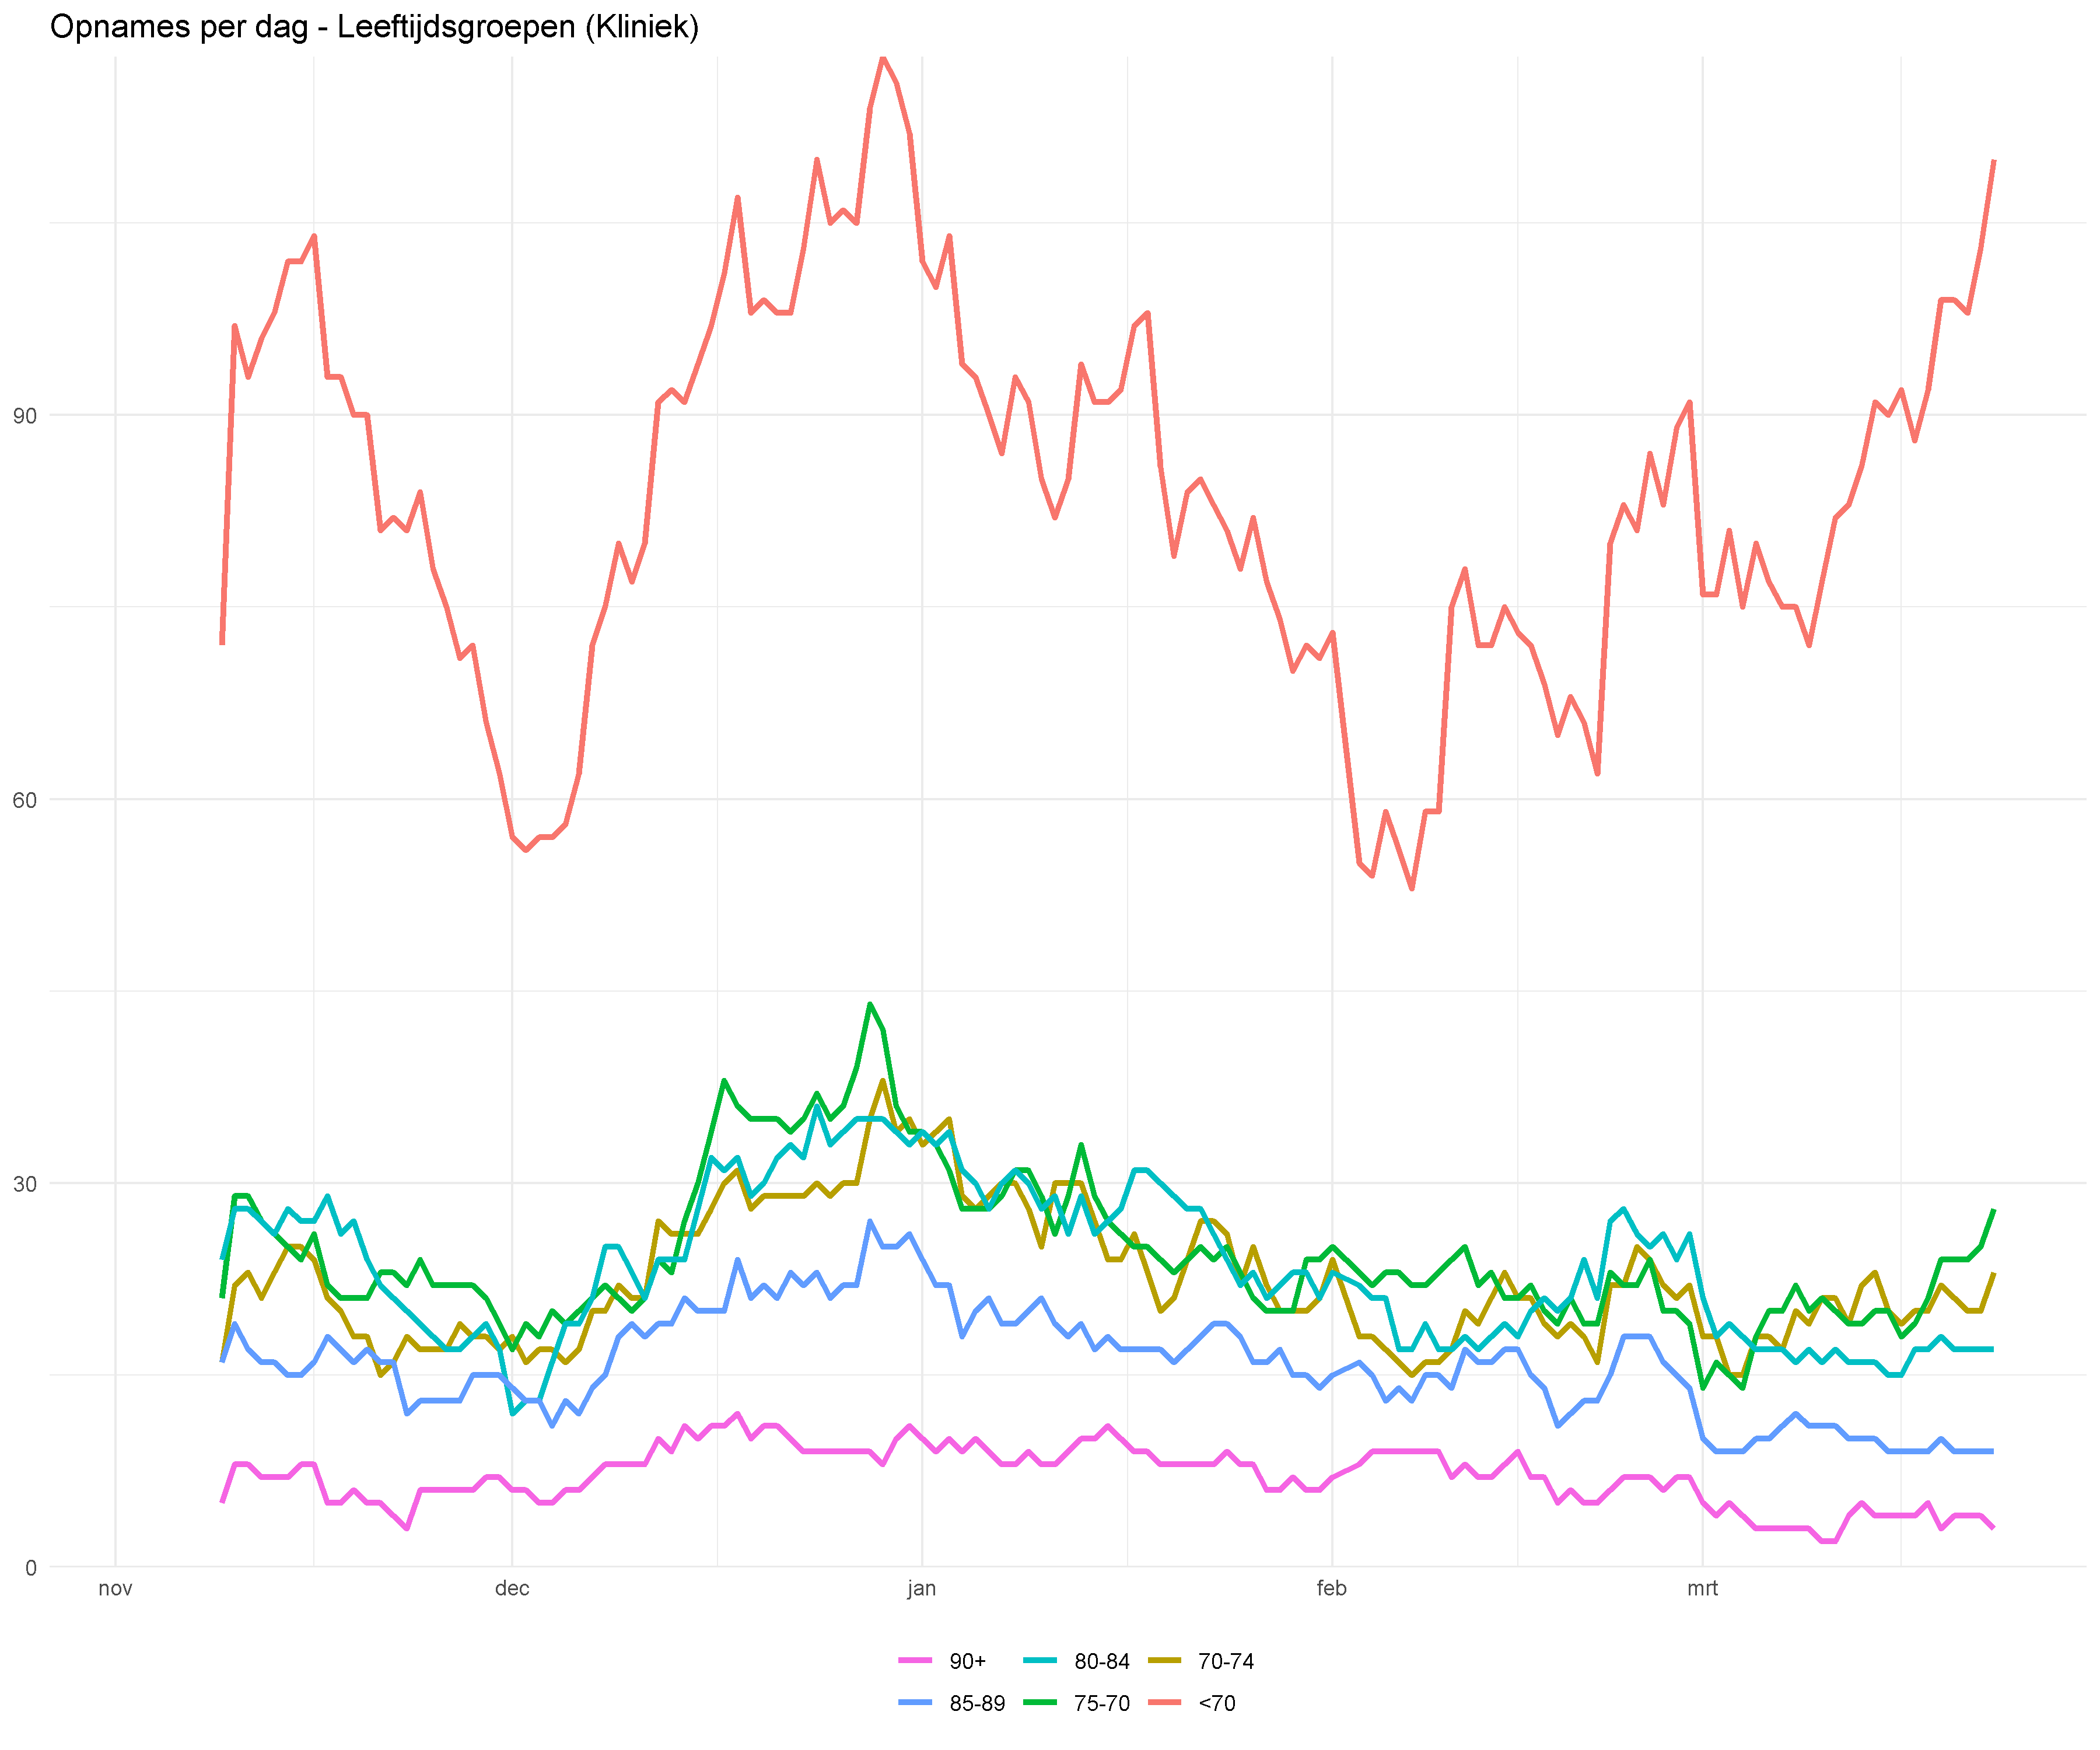 Opnames per dag - Leeftijdsgroepen (Kliniek)
90
60
30
0
nov dec jan feb mrt
90+ 80-84 70-74
85-89 75-70 <70